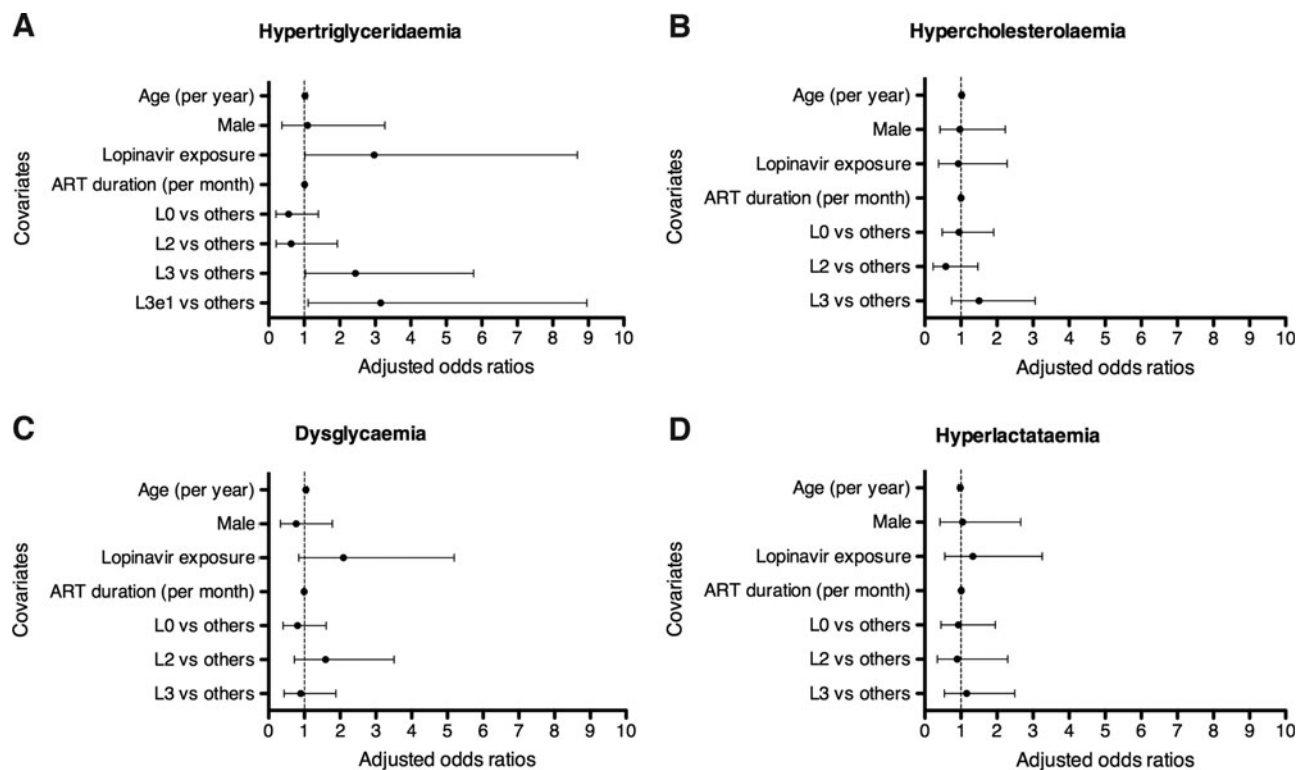 A
Hypertriglyceridaemia
Covariates
Age (per year)
Male
Lopinavir exposure
ART duration (per month)
L0 vs others
L2 vs others
L3 vs others
L3e1 vs others
0 1 2 3 4 5 6 7 8 9 10
Adjusted odds ratios
B
Hypercholesterolaemia
Covariates
Age (per year)
Male
Lopinavir exposure
ART duration (per month)
L0 vs others
L2 vs others
L3 vs others
0 1 2 3 4 5 6 7 8 9 10
Adjusted odds ratios
C
Dysglycaemia
Covariates
Age (per year)
Male
Lopinavir exposure
ART duration (per month)
L0 vs others
L2 vs others
L3 vs others
0 1 2 3 4 5 6 7 8 9 10
Adjusted odds ratios
D
Hyperlactataemia
Covariates
Age (per year)
Male
Lopinavir exposure
ART duration (per month)
L0 vs others
L2 vs others
L3 vs others
0 1 2 3 4 5 6 7 8 9 10
Adjusted odds ratios